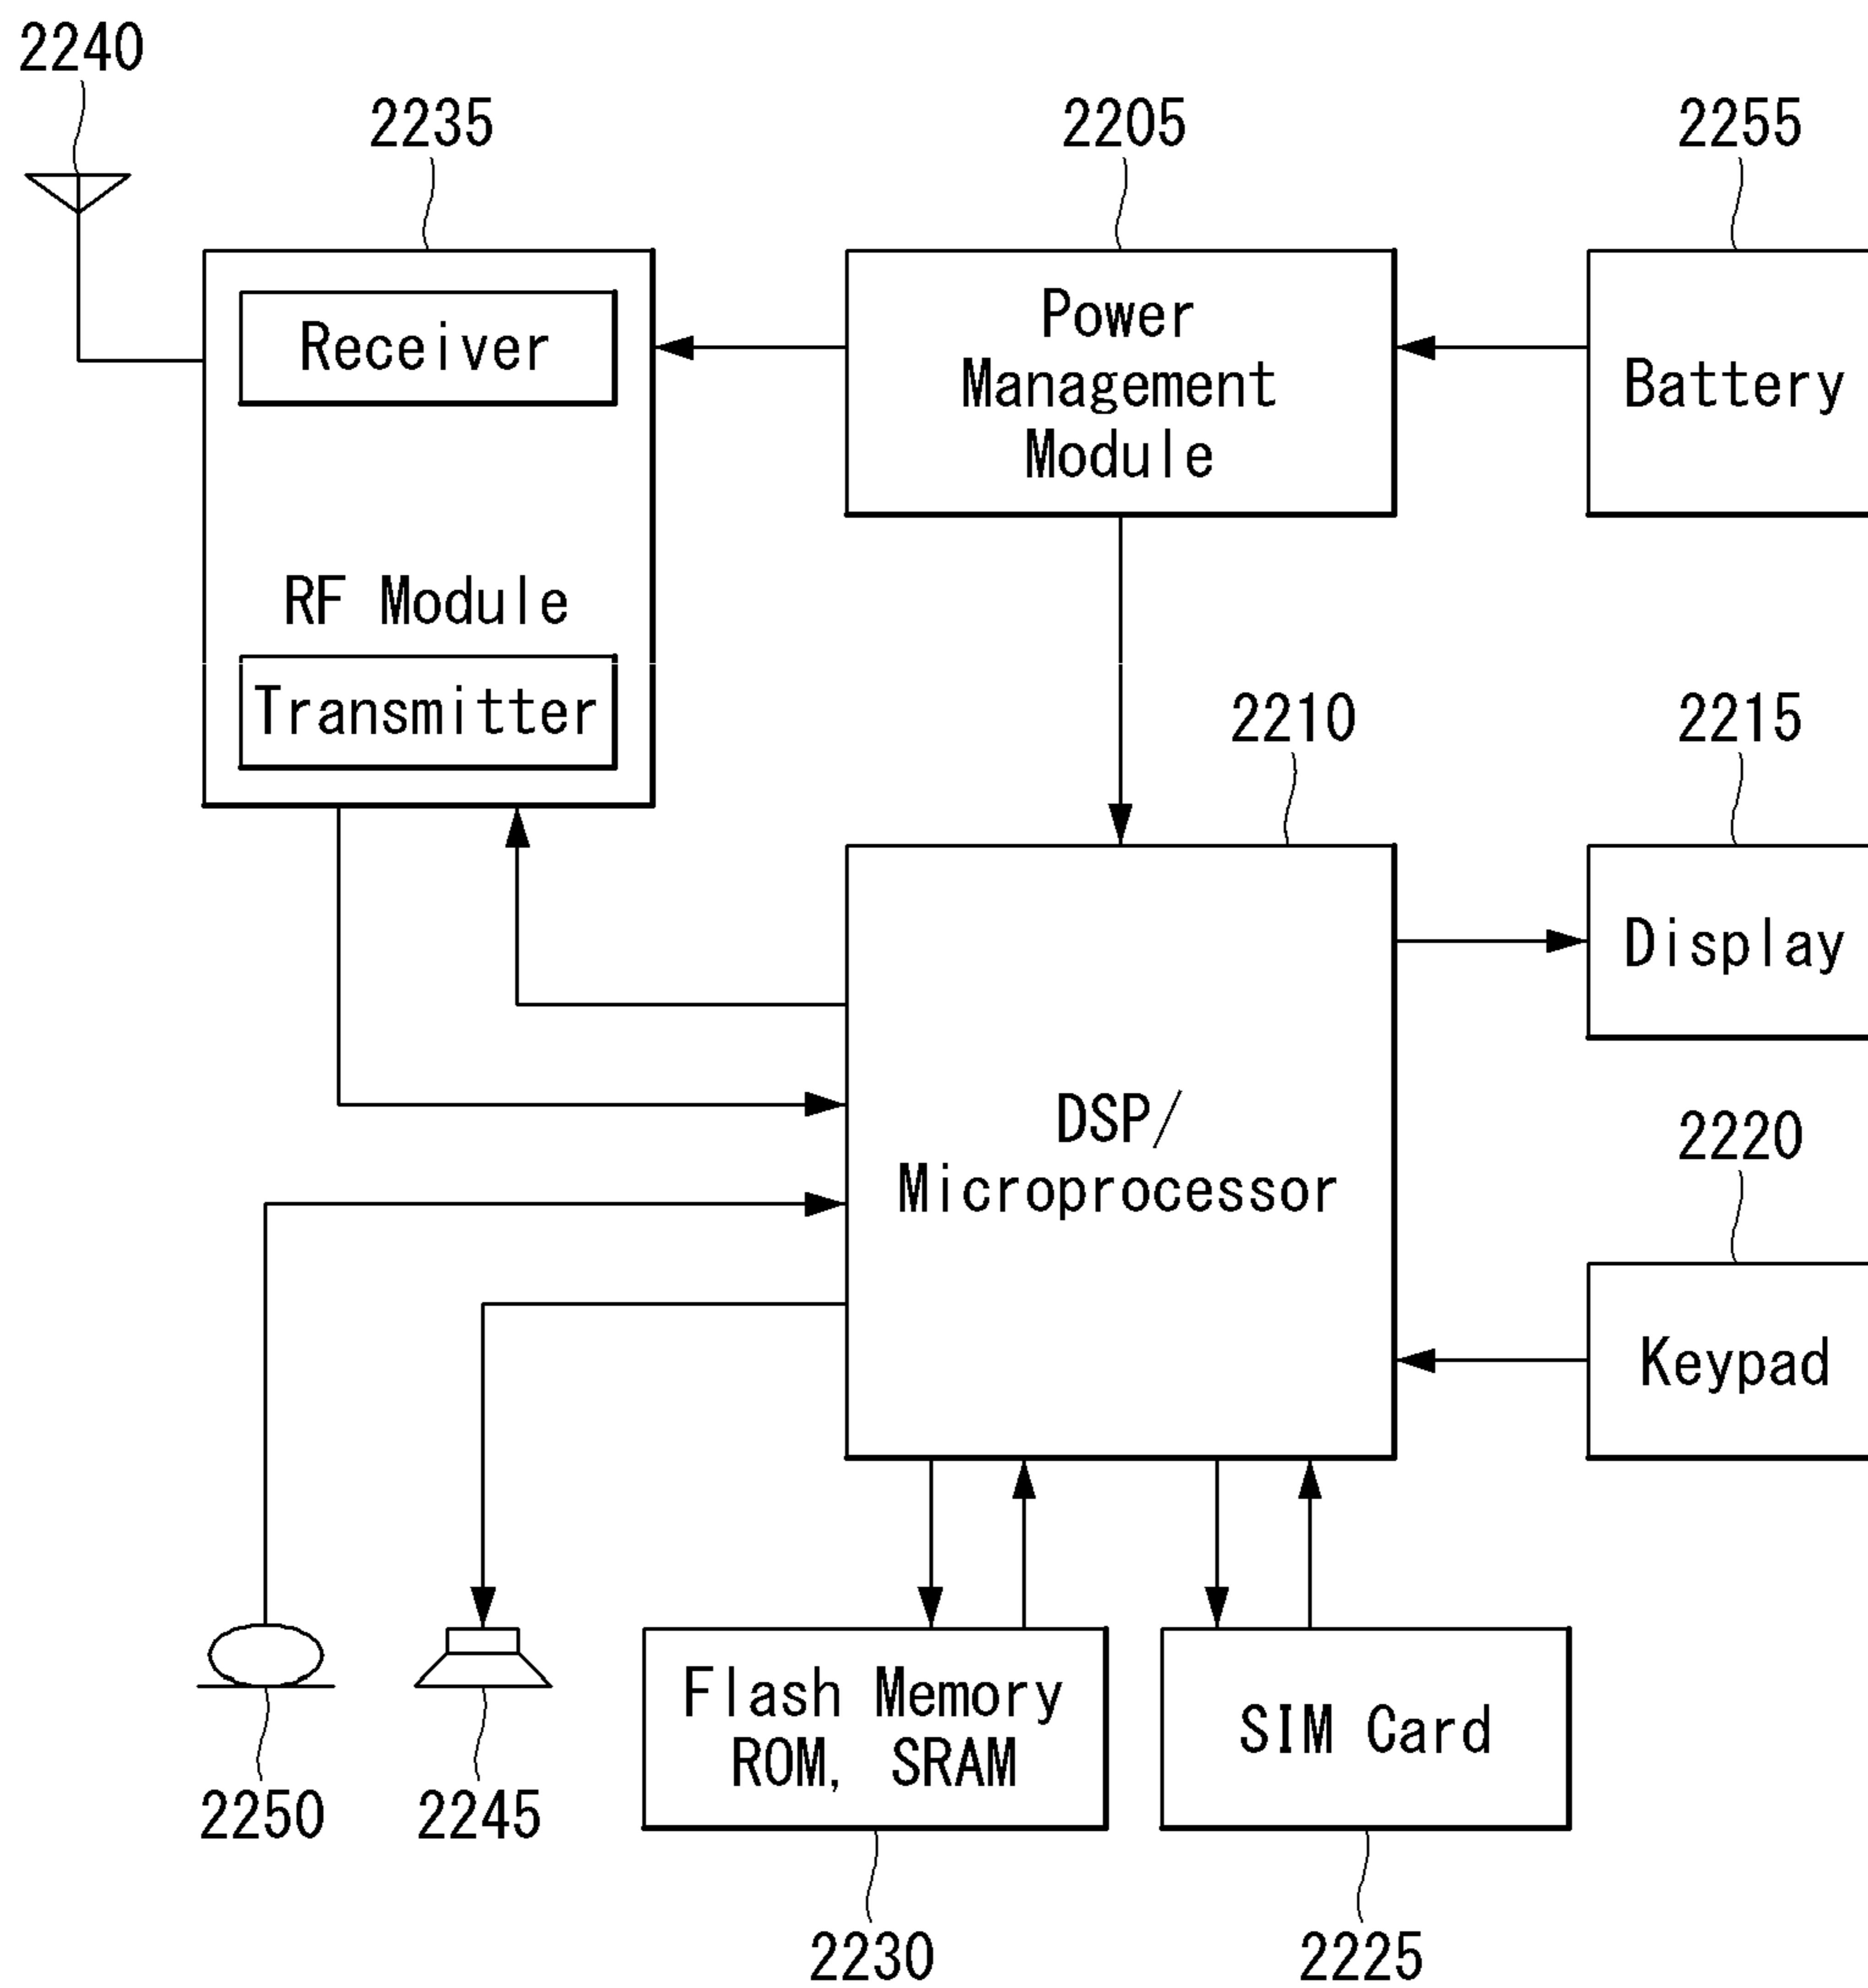 2240
2235
2205
2255
Receiver
RF Module
Transmitter
Power
Management
Module
Battery
2210
2215
DSP/
Microprocessor
Display
2220
Keypad
Flash Memory
ROM, SRAM
SIM Card
2250
2245
2230
2225